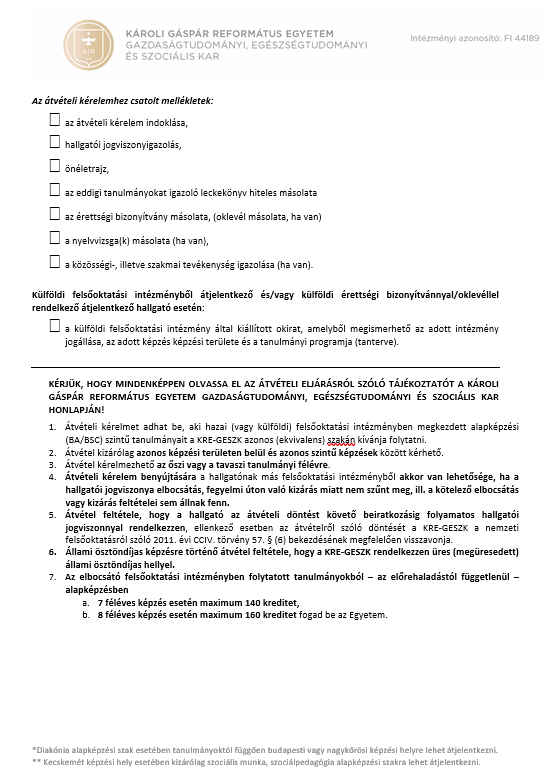 KÁROLI GÁSPÁR REFORMÁTUS EGYETEM
GAZDASÁGTUDOMÁNYI, EGÉSZSÉGTUDOMÁNYI
ÉS SZOCIÁLIS KAR
Intézményi azonosító: FI 44189
Az átvételi kérelemhez csatolt mellékletek:
az átvételi kérelem indoklása,
hallgatói jogviszonyigazolás,
önéletrajz,
az eddigi tanulmányokat igazoló leckekönyv hiteles másolata
az érettségi bizonyítvány másolata, (oklevél másolata, ha van)
a nyelvvizsga(k) másolata (ha van),
a közösségi-, illetve szakmai tevékenység igazolása (ha van).
Külföldi felsőoktatási intézményből átjelentkező és/vagy külföldi érettségi bizonyítvánnyal/oklevéllel
rendelkező átjelentkező hallgató esetén:
a külföldi felsőoktatási intézmény által kiállított okirat, amelyből megismerhető az adott intézmény
jogállása, az adott képzés képzési területe és a tanulmányi programja (tanterve).
KÉRJÜK, HOGY MINDENKÉPPEN OLVASSA EL AZ ÁTVÉTELI ELJÁRÁSRÓL SZÓLÓ TÁJÉKOZTATÓT A KÁROLI
GÁSPÁR REFORMÁTUS EGYETEM GAZDASÁGTUDOMÁNYI, EGÉSZSÉGTUDOMÁNYI ÉS SZOCIÁLIS KAR
HONLAPJÁN!
1. Átvételi kérelmet adhat be, aki hazai (vagy külföldi) felsőoktatási intézményben megkezdett alapképzési
(BA/BSC) szintű tanulmányait a KRE-GESZK azonos (ekvivalens) szakán kívánja folytatni.
2. Átvétel kizárólag azonos képzési területen belül és azonos szintű képzések között kérhető.
3. Átvétel kérelmezhető az őszi vagy a tavaszi tanulmányi félévre.
4. Átvételi kérelem benyújtására a hallgatónak más felsőoktatási intézményből akkor van lehetősége, ha a
hallgatói jogviszonya elbocsátás, fegyelmi úton való kizárás miatt nem szűnt meg, ill. a kötelező elbocsátás
vagy kizárás feltételei sem állnak fenn.
5. Átvétel feltétele, hogy a hallgató az átvételi döntést követő beiratkozásig folyamatos hallgatói
jogviszonnyal rendelkezzen, ellenkező esetben az átvételről szóló döntését a KRE-GESZK a nemzeti
felsőoktatásról szóló 2011. évi CCIV. törvény 57. § (6) bekezdésének megfelelően visszavonja.
6. Állami ösztöndíjas képzésre történő átvétel feltétele, hogy a KRE-GESZK rendelkezzen üres (megüresedett)
állami ösztöndíjas hellyel.
7. Az elbocsátó felsőoktatási intézményben folytatott tanulmányokból – az előrehaladástól függetlenül –
alapképzésben
a. 7 féléves képzés esetén maximum 140 kreditet,
b. 8 féléves képzés esetén maximum 160 kreditet fogad be az Egyetem.
*Diakónia alapképzési szak esetében tanulmányoktól függően budapesti vagy nagykőrösi képzési helyre lehet átjelentkezni.
** Kecskemét képzési hely esetében kizárólag szociális munka, szociálpedagógia alapképzési szakra lehet átjelentkezni.